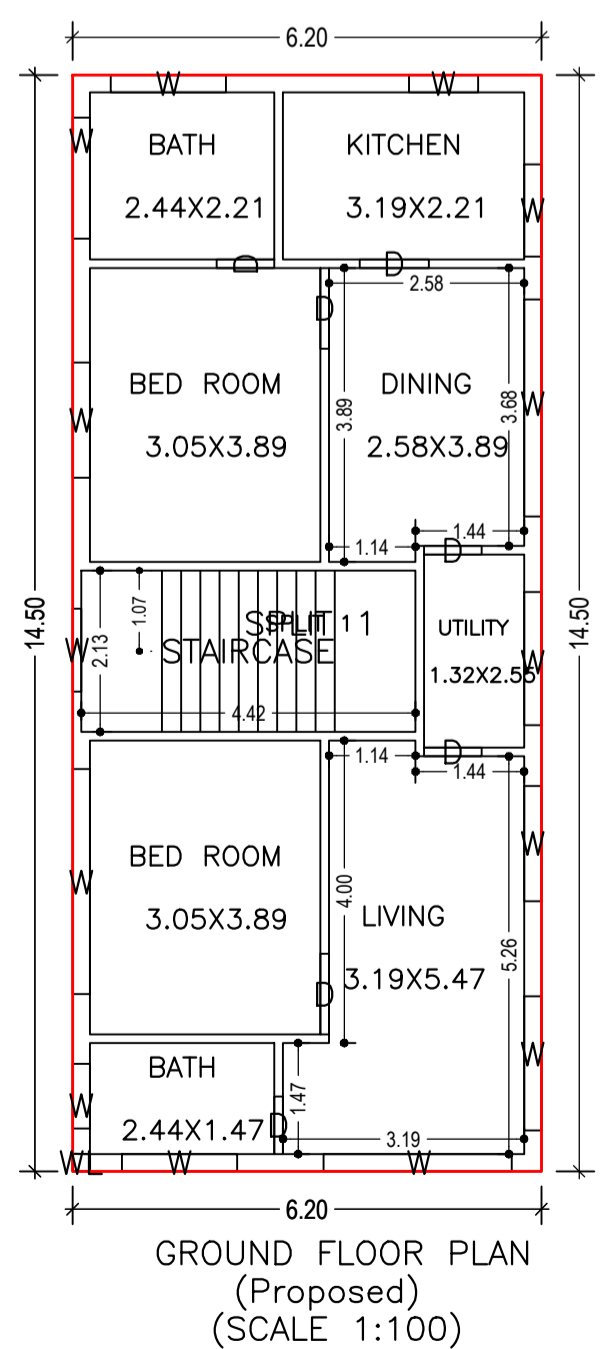 6.20
W W
W BATH KITCHEN
2.44X2.21 3.19X2.21 W
D D
2.58
D
BED ROOM DINING W
3.89 3.68
W 3.05X3.89 2.58X3.89
1.44
1.14 D
14.50 14.50
1.07 SPLIT 11
UTILITY
W 2.13 STAIRCASE W
1.32X2.55
4.42
1.14 D
1.44
W
BED ROOM
W
4.00 LIVING
3.05X3.89
5.26
D 3.19X5.47
W
BATH
1.47
W
2.44X1.47 D
3.19
WL W W
6.20
GROUND FLOOR PLAN
(Proposed)
(SCALE 1:100)